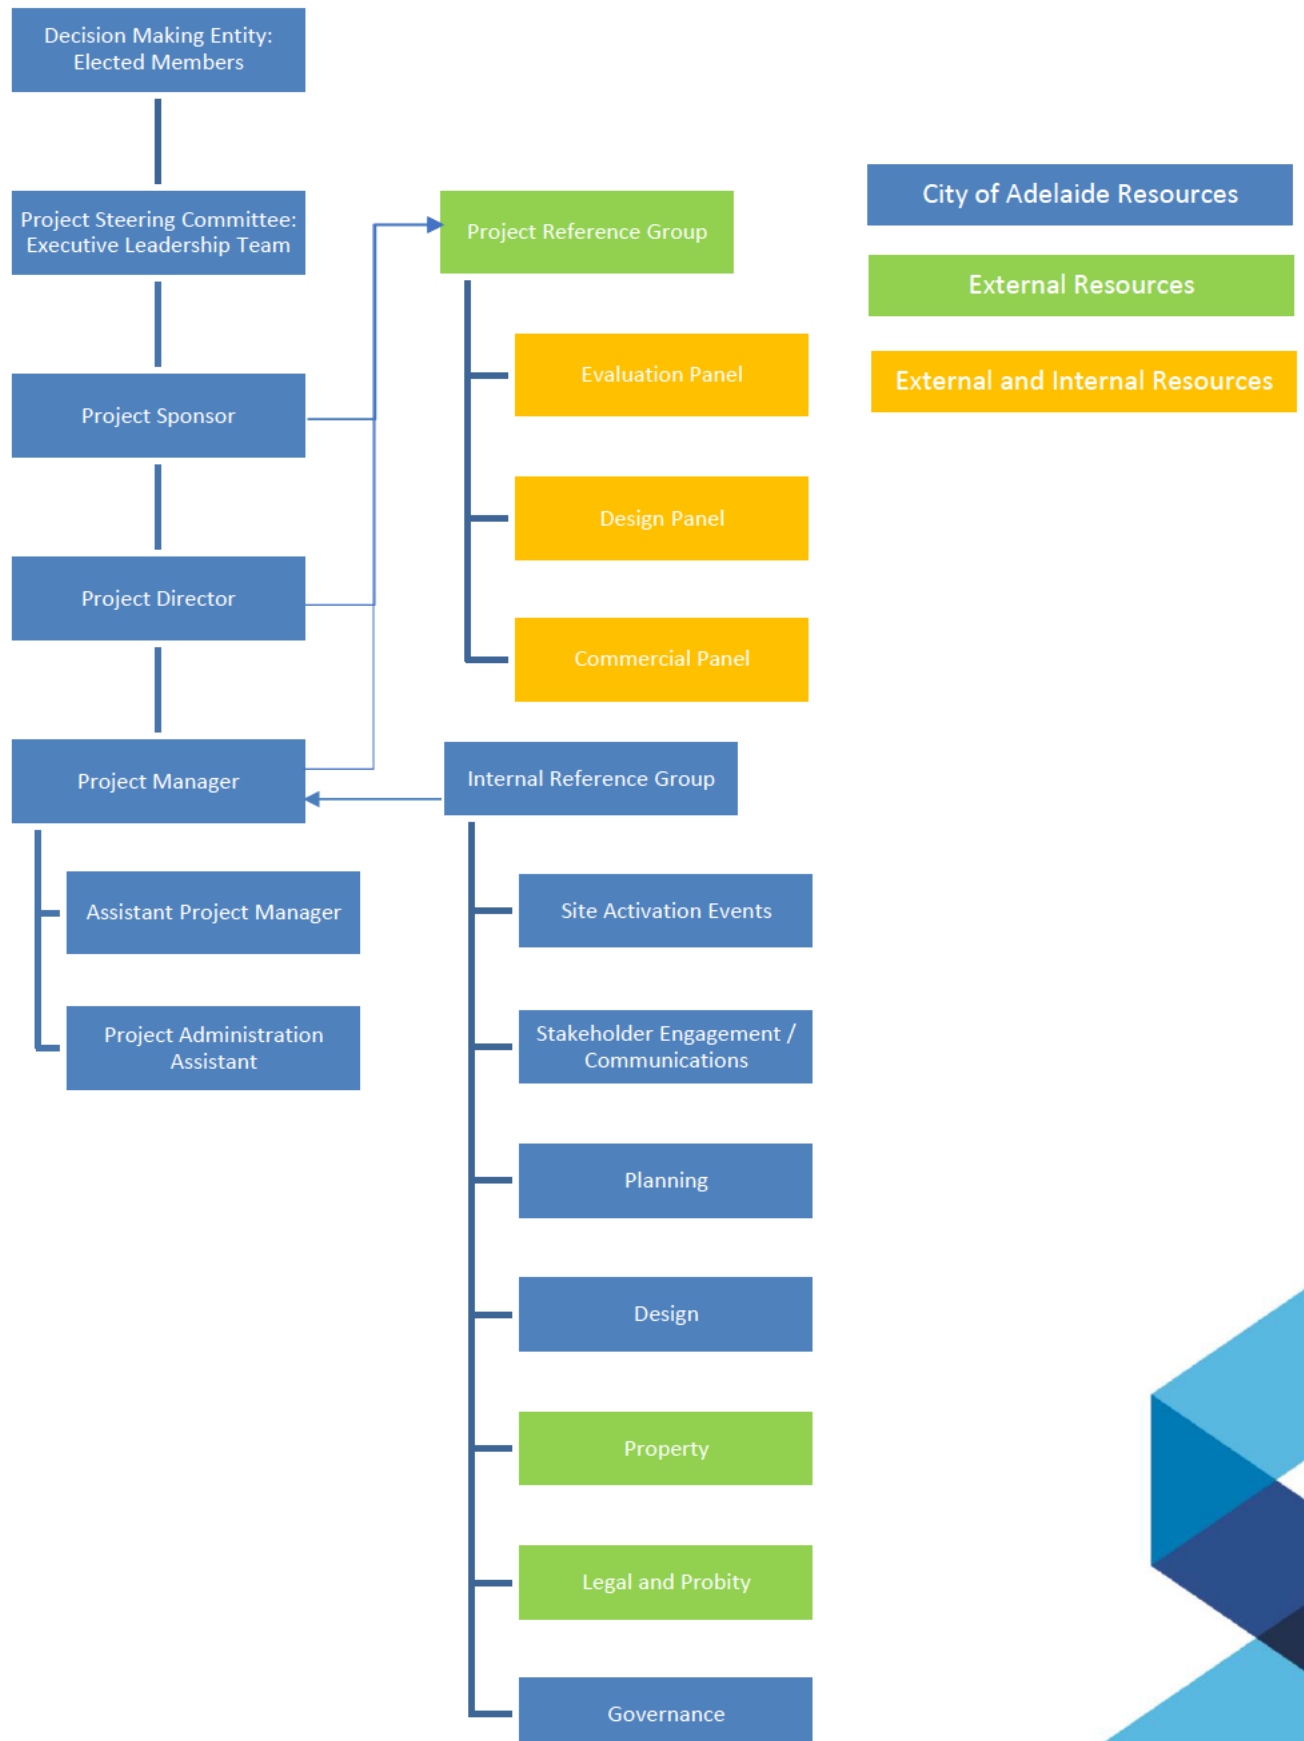 Decision Making Entity:
Elected Members
Project Steering Committee:
Executive Leadership Team
Project Sponsor
Project Director
Project Manager
Assistant Project Manager
Project Administration
Assistant
Project Reference Group
Evaluation Panel
Design Panel
Commercial Panel
Internal Reference Group
Site Activation Events
Stakeholder Engagement /
Communications
Planning
Design
Property
Legal and Probity
Governance
City of Adelaide Resources
External Resources
External and Internal Resources